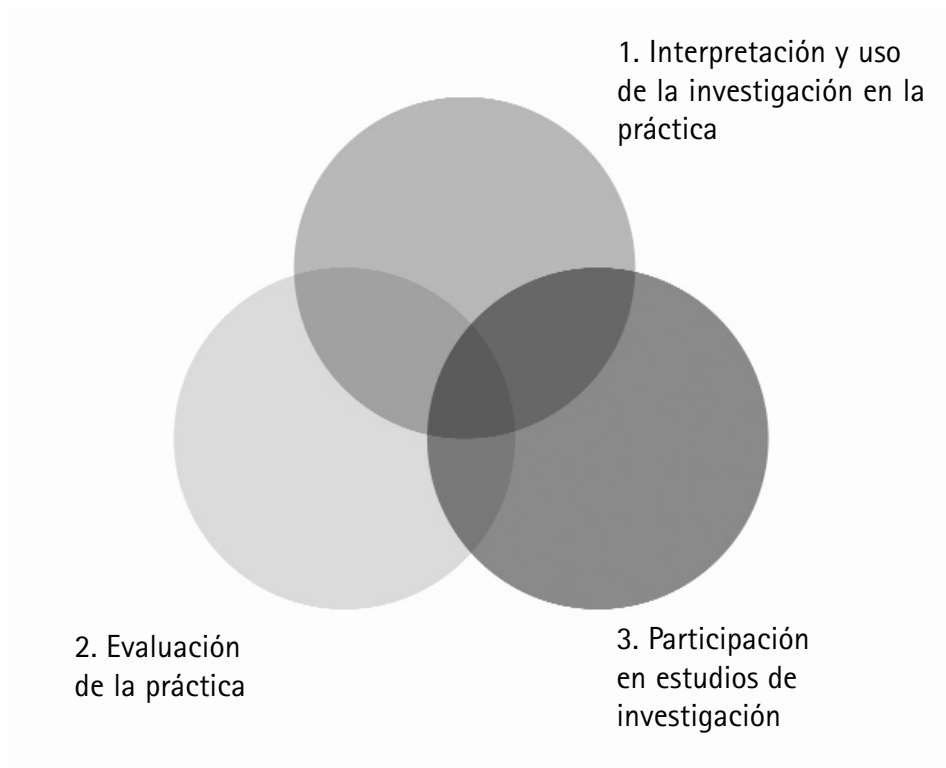 1. Interpretación y uso
de la investigación en la
práctica
2. Evaluación
de la práctica
3. Participación
en estudios de
investigación